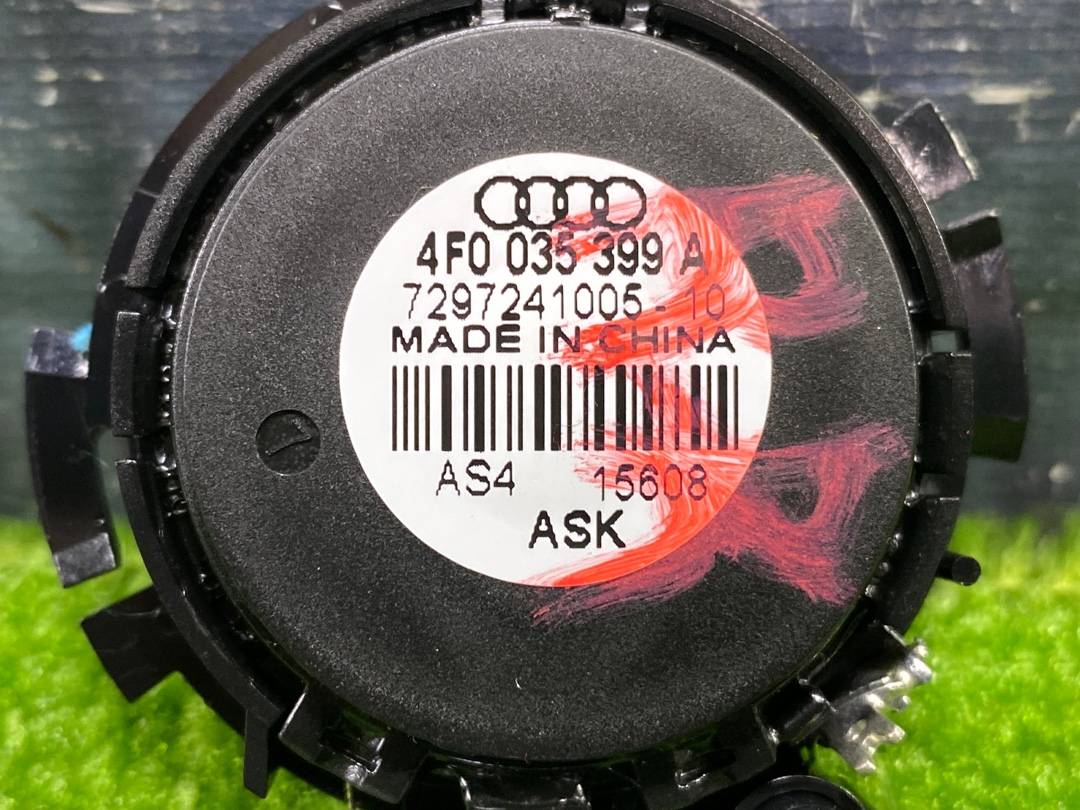 4F0 035 399 A
7297241005 - 10
MADE IN CHINA
AS4 15608
ASK